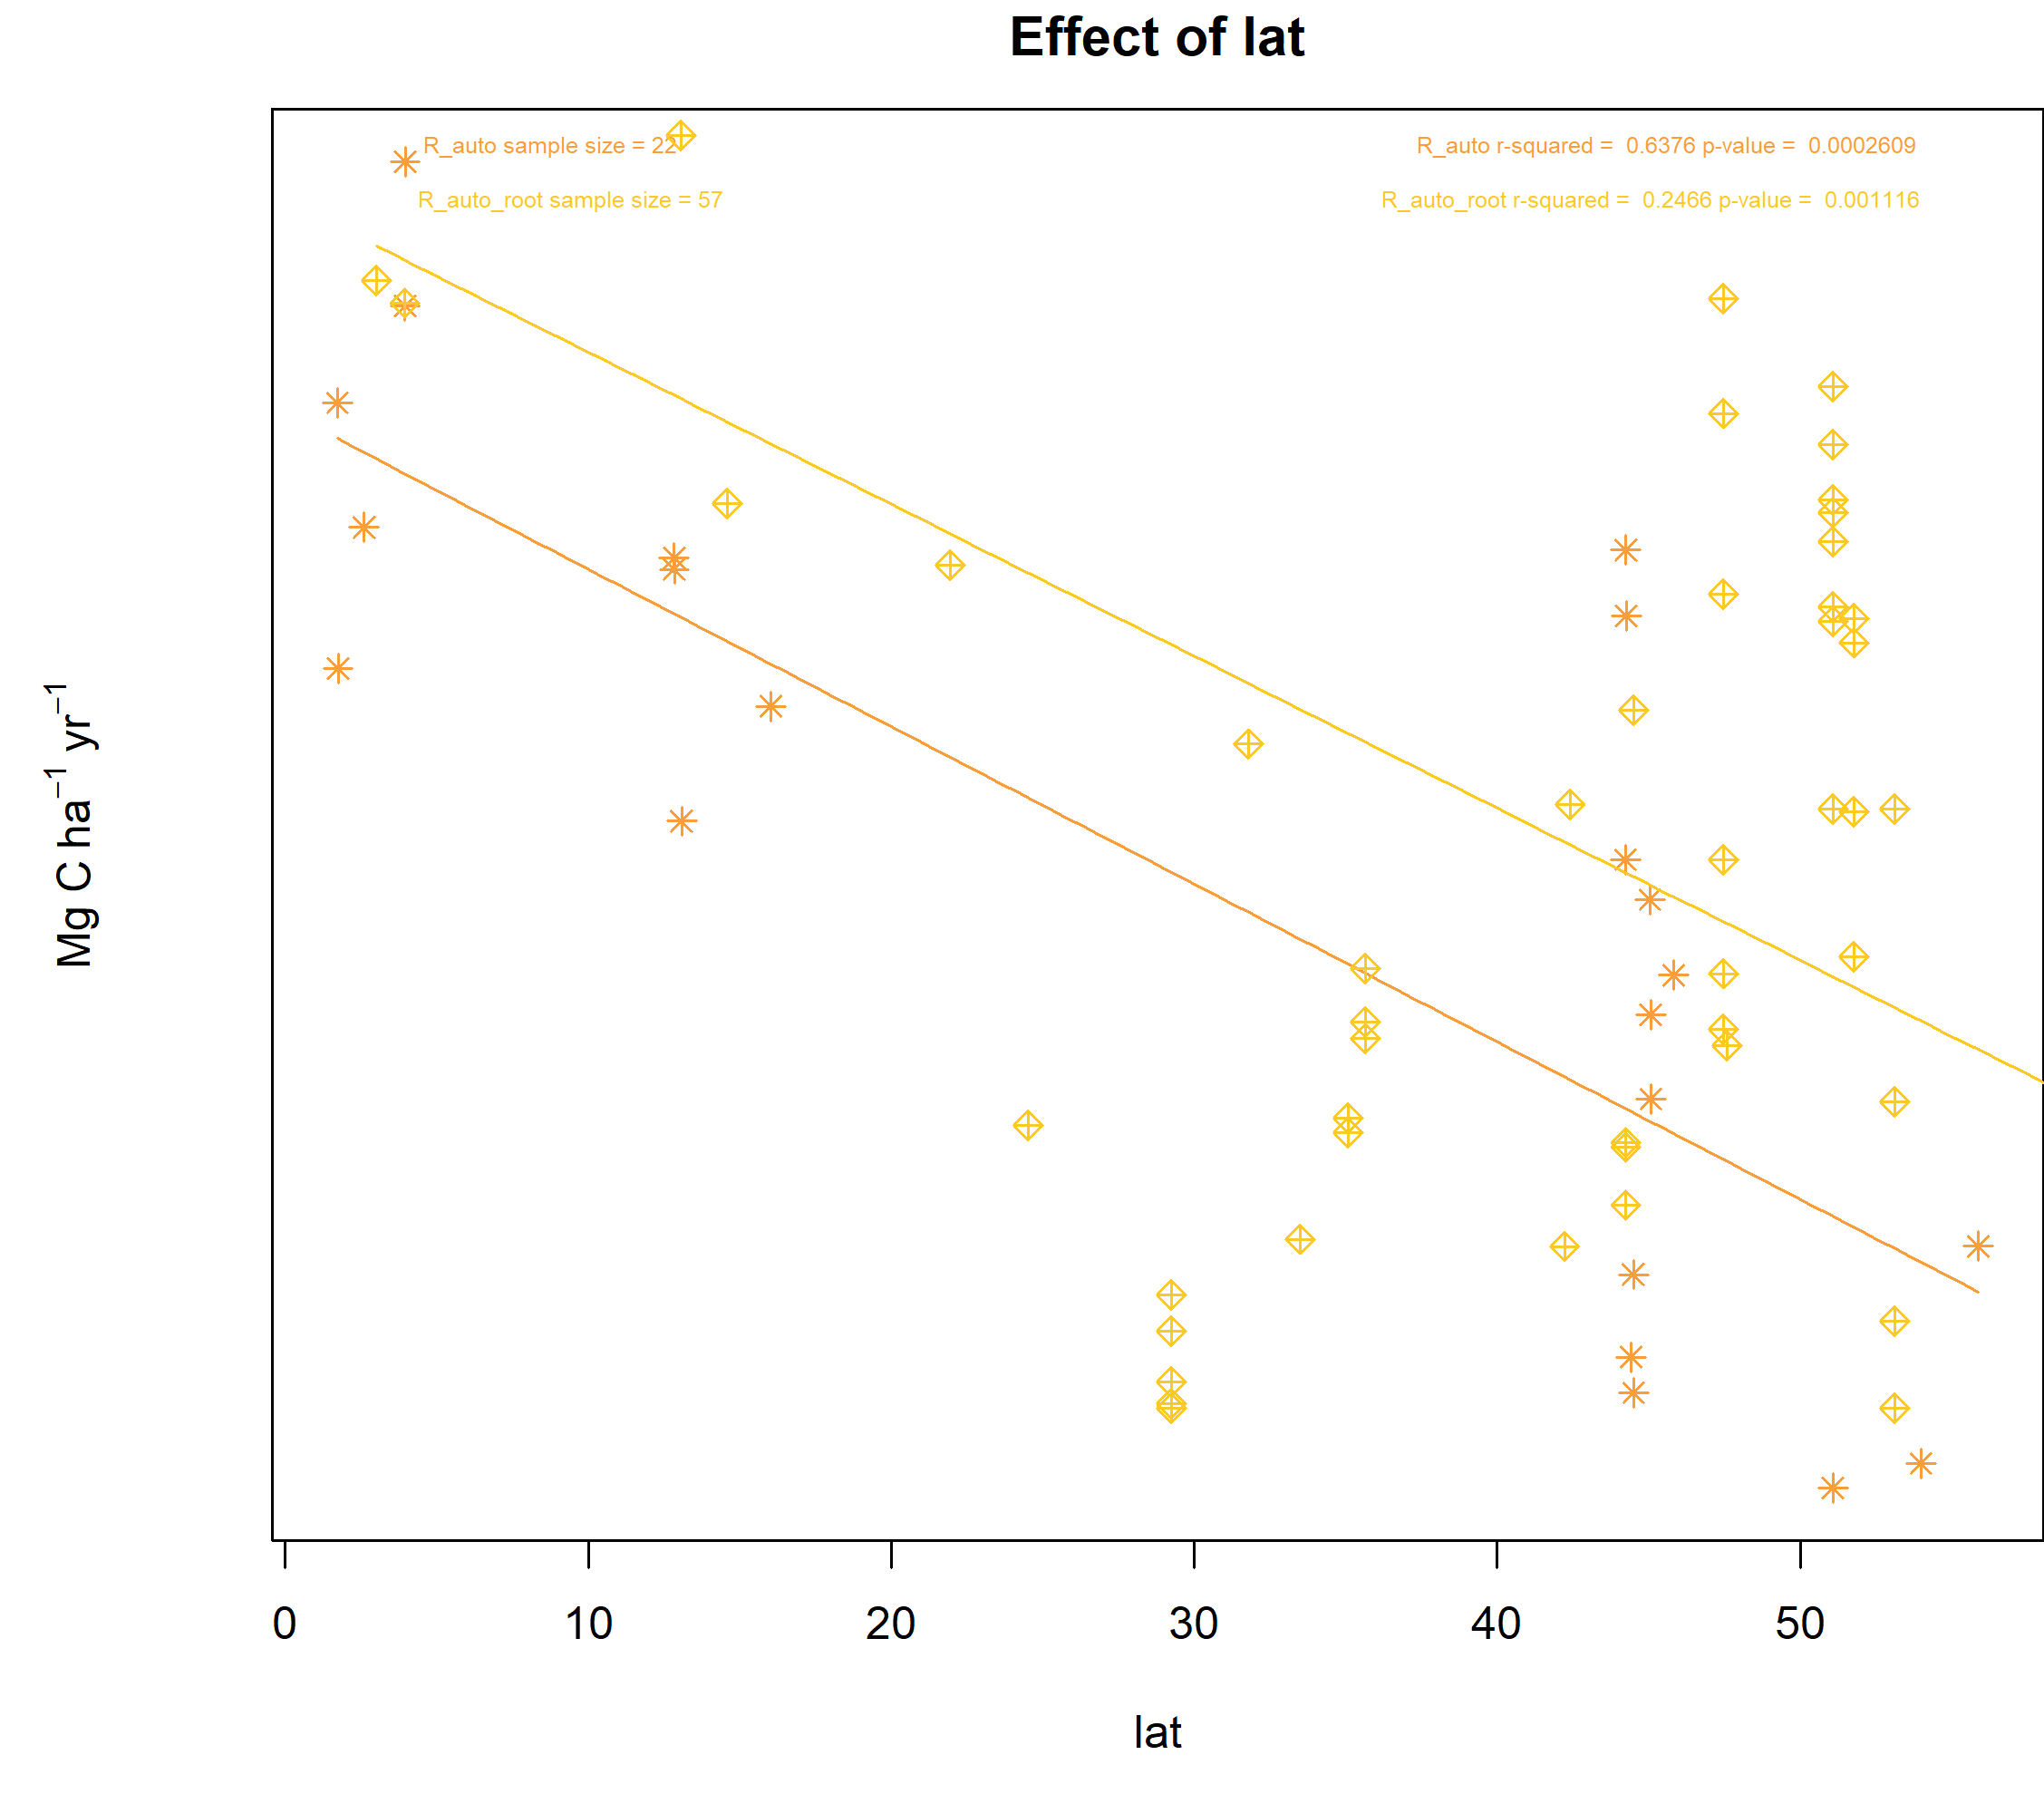 Effect of lat
R_auto sample size = 22
R_auto r-squared = 0.6376 p-value = 0.0002609
R_auto_root sample size = 57
R_auto_root r-squared = 0.2466 p-value = 0.001116
Mg C ha⁻¹ yr⁻¹
0 10 20 30 40 50
lat